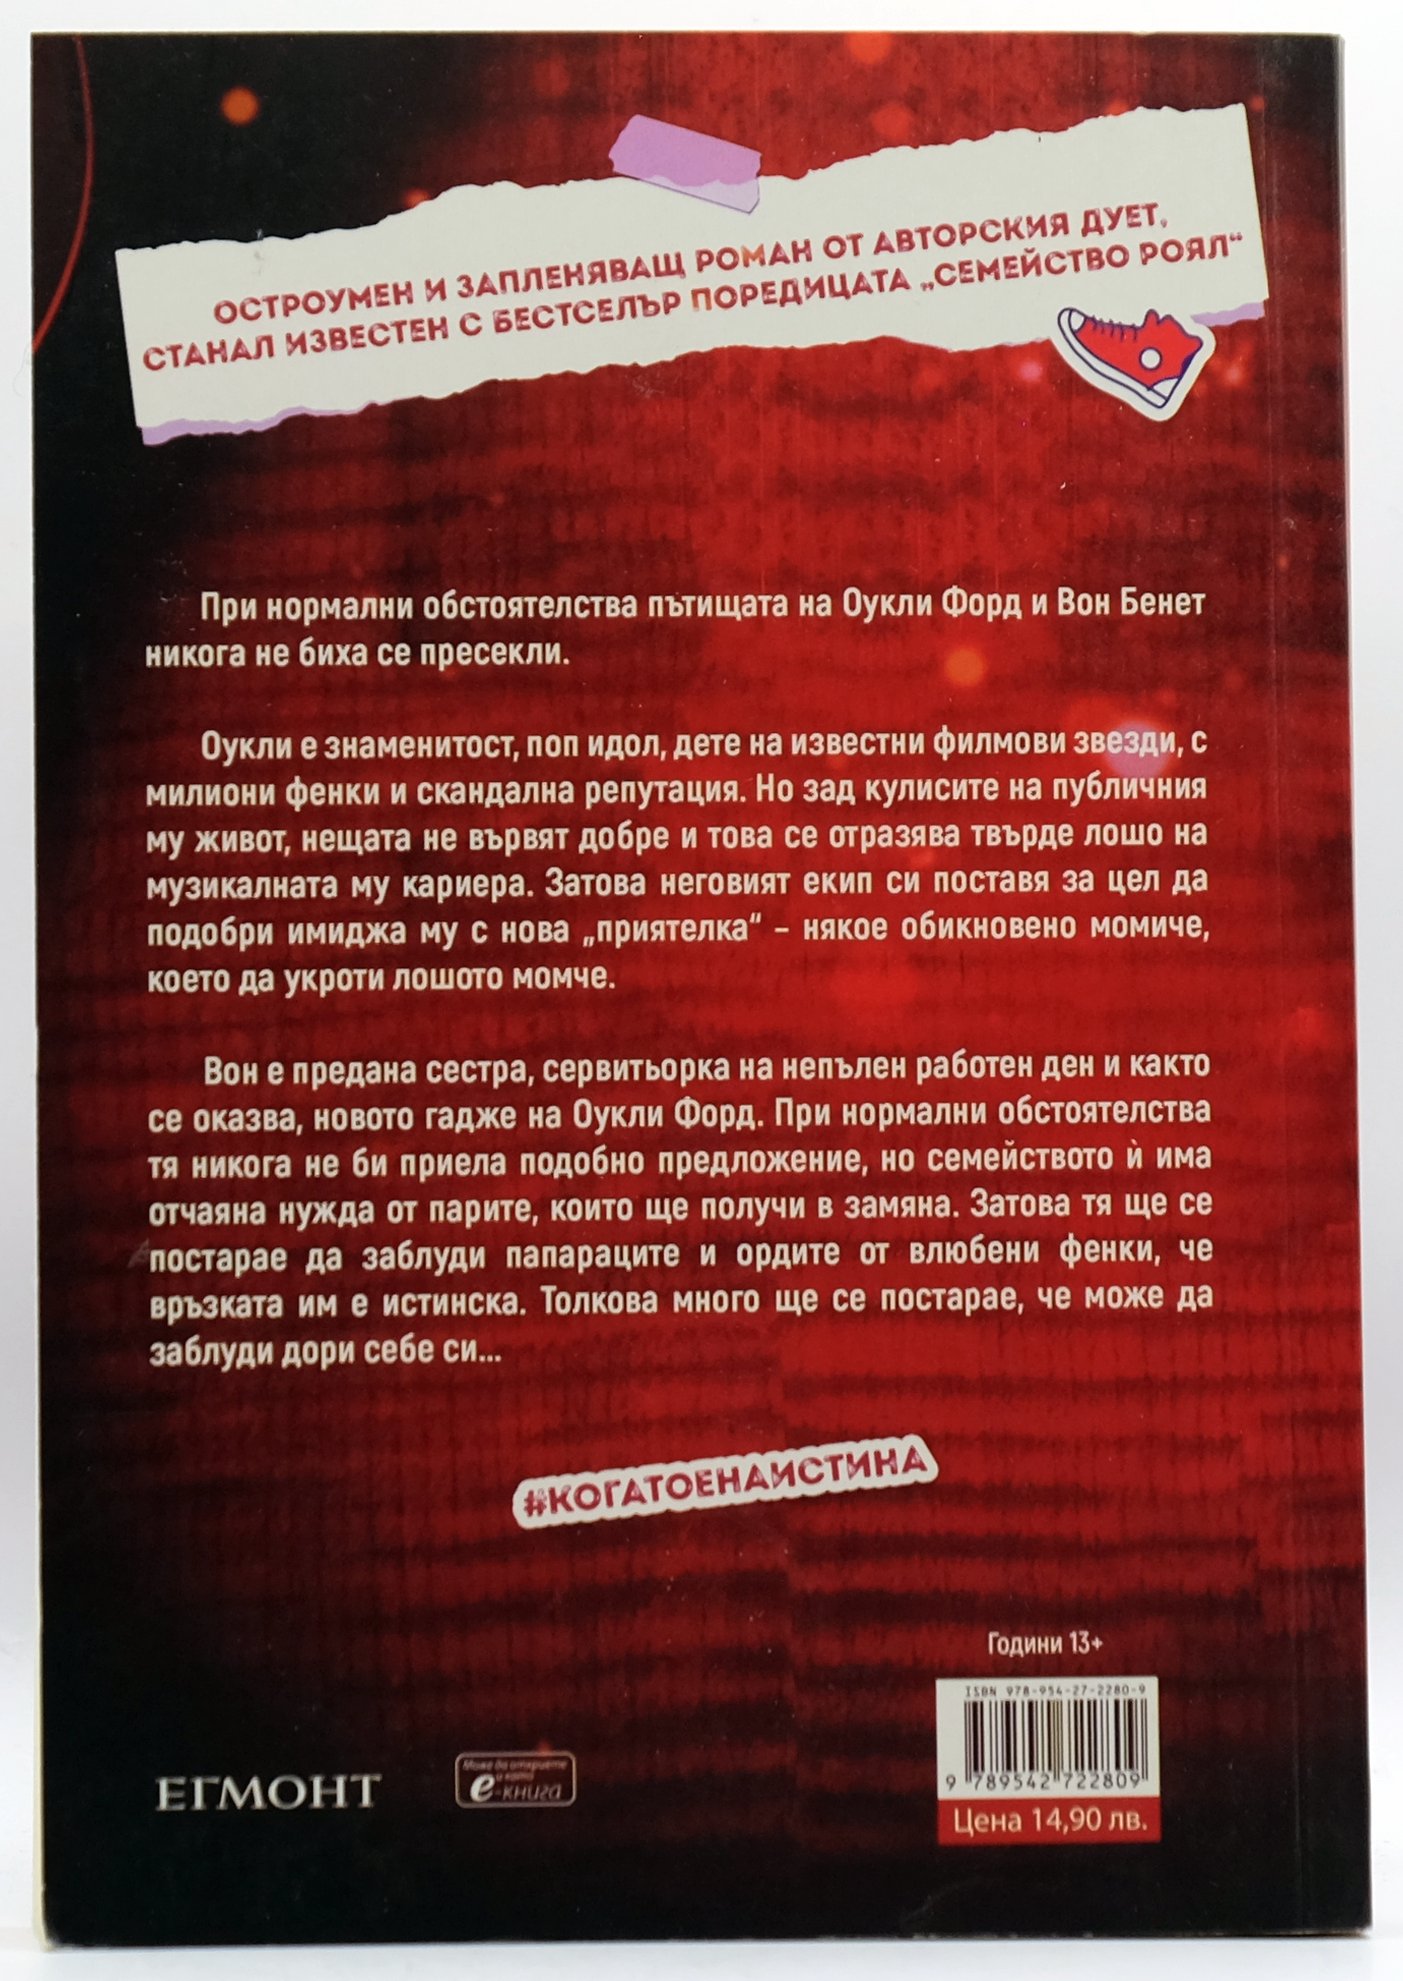 ОСТРОУМЕН И ЗАПЛЕНЯВАЩ РОМАН ОТ АВТОРСКИЯ ДУЕТ,
СТАНАЛ ИЗВЕСТЕН С БЕСТСЕЛЪР ПОРЕДИЦАТА „СЕМЕЙСТВО РОЯЛ“
При нормални обстоятелства пътищата на Оукли Форд и Вон Бенет
никога не биха се пресекли.
Оукли е знаменитост, поп идол, дете на известни филмови звезди, с
милиони фенки и скандална репутация. Но зад кулисите на публичния
му живот, нещата не вървят добре и това се отразява твърде лошо на
музикалната му кариера. Затова неговият екип си поставя за цел да
подобри имиджа му с нова „приятелка“ – някое обикновено момиче,
което да укроти лошото момче.
Вон е предана сестра, сервитьорка на непълен работен ден и както
се оказва, новото гадже на Оукли Форд. При нормални обстоятелства
тя никога не би приела подобно предложение, но семейството ѝ има
отчаяна нужда от парите, които ще получи в замяна. Затова тя ще се
постарае да заблуди папараците и ордите от влюбени фенки, че
връзката им е истинска. Толкова много ще се постарае, че може да
заблуди дори себе си...
#КОГАТОЕНАИСТИНА
Години 13+
ISBN 978-954-27-2280-9
9 789542 722809
Цена 14,90 лв.
ЕГМОНТ
Може да откриете
и като
е-книга